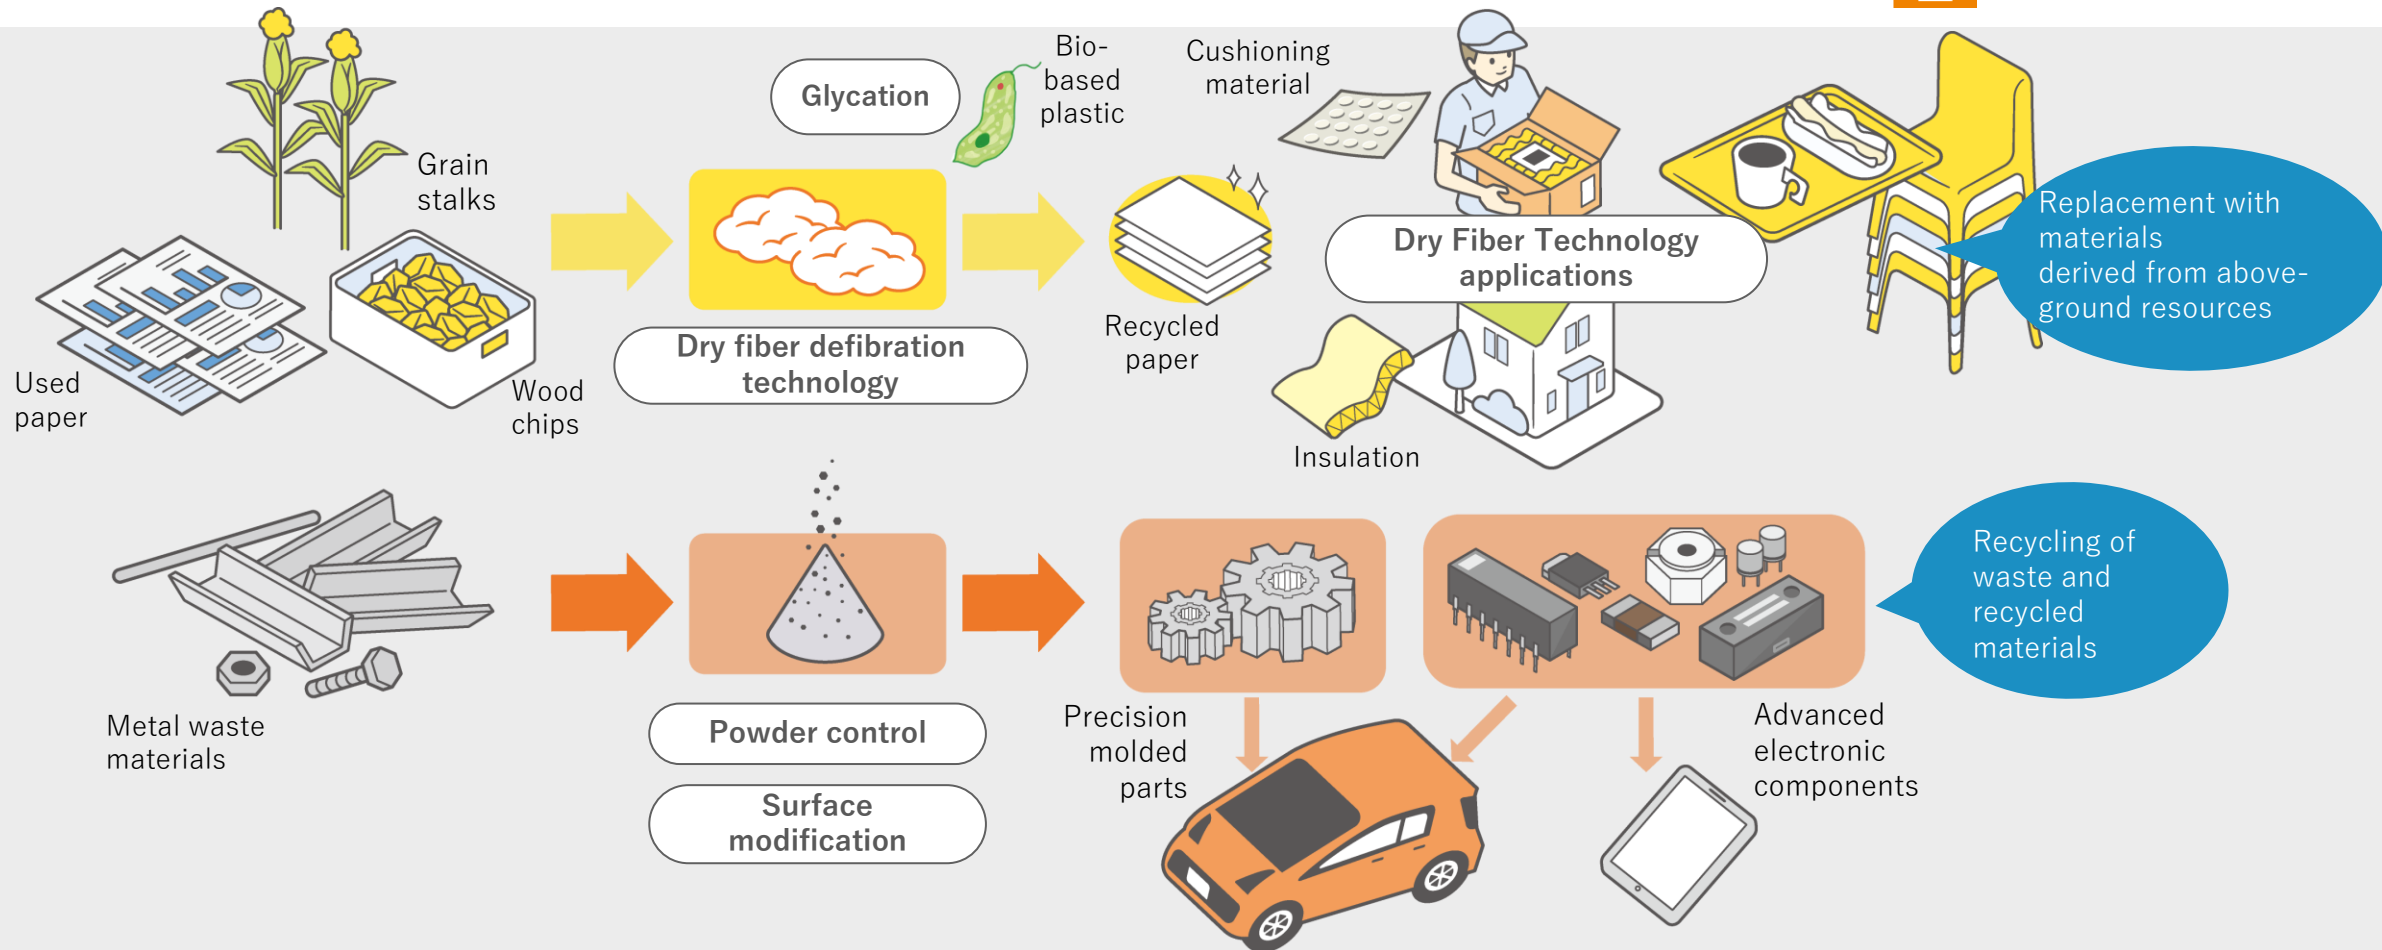 Grain
stalks
Used
paper
Wood
chips
Glycation
Bio-
based
plastic
Dry fiber defibration
technology
Recycled
paper
Cushioning
material
Dry Fiber Technology
applications
Insulation
Replacement with
materials
derived from above-
ground resources
Metal waste
materials
Powder control
Surface
modification
Precision
molded
parts
Advanced
electronic
components
Recycling of
waste and
recycled
materials